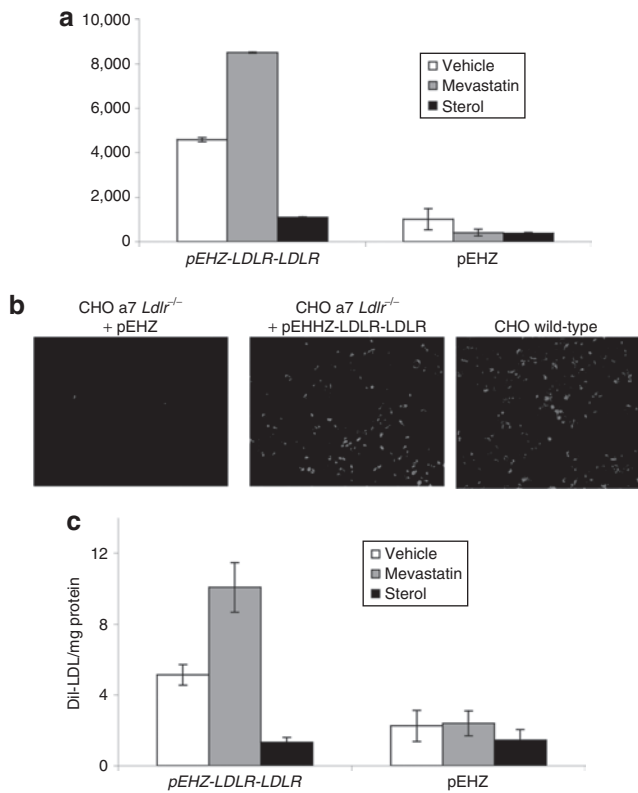 a
10,000
8,000
6,000
4,000
2,000
0
Vehicle
Mevastatin
Sterol
pEHZ-LDLR-LDLR
pEHZ
b
CHO a7 Ldlr⁻/⁻
+ pEHZ
CHO a7 Ldlr⁻/⁻
+ pEHHZ-LDLR-LDLR
CHO wild-type
c
12
8
4
0
DiI-LDL/mg protein
Vehicle
Mevastatin
Sterol
pEHZ-LDLR-LDLR
pEHZ